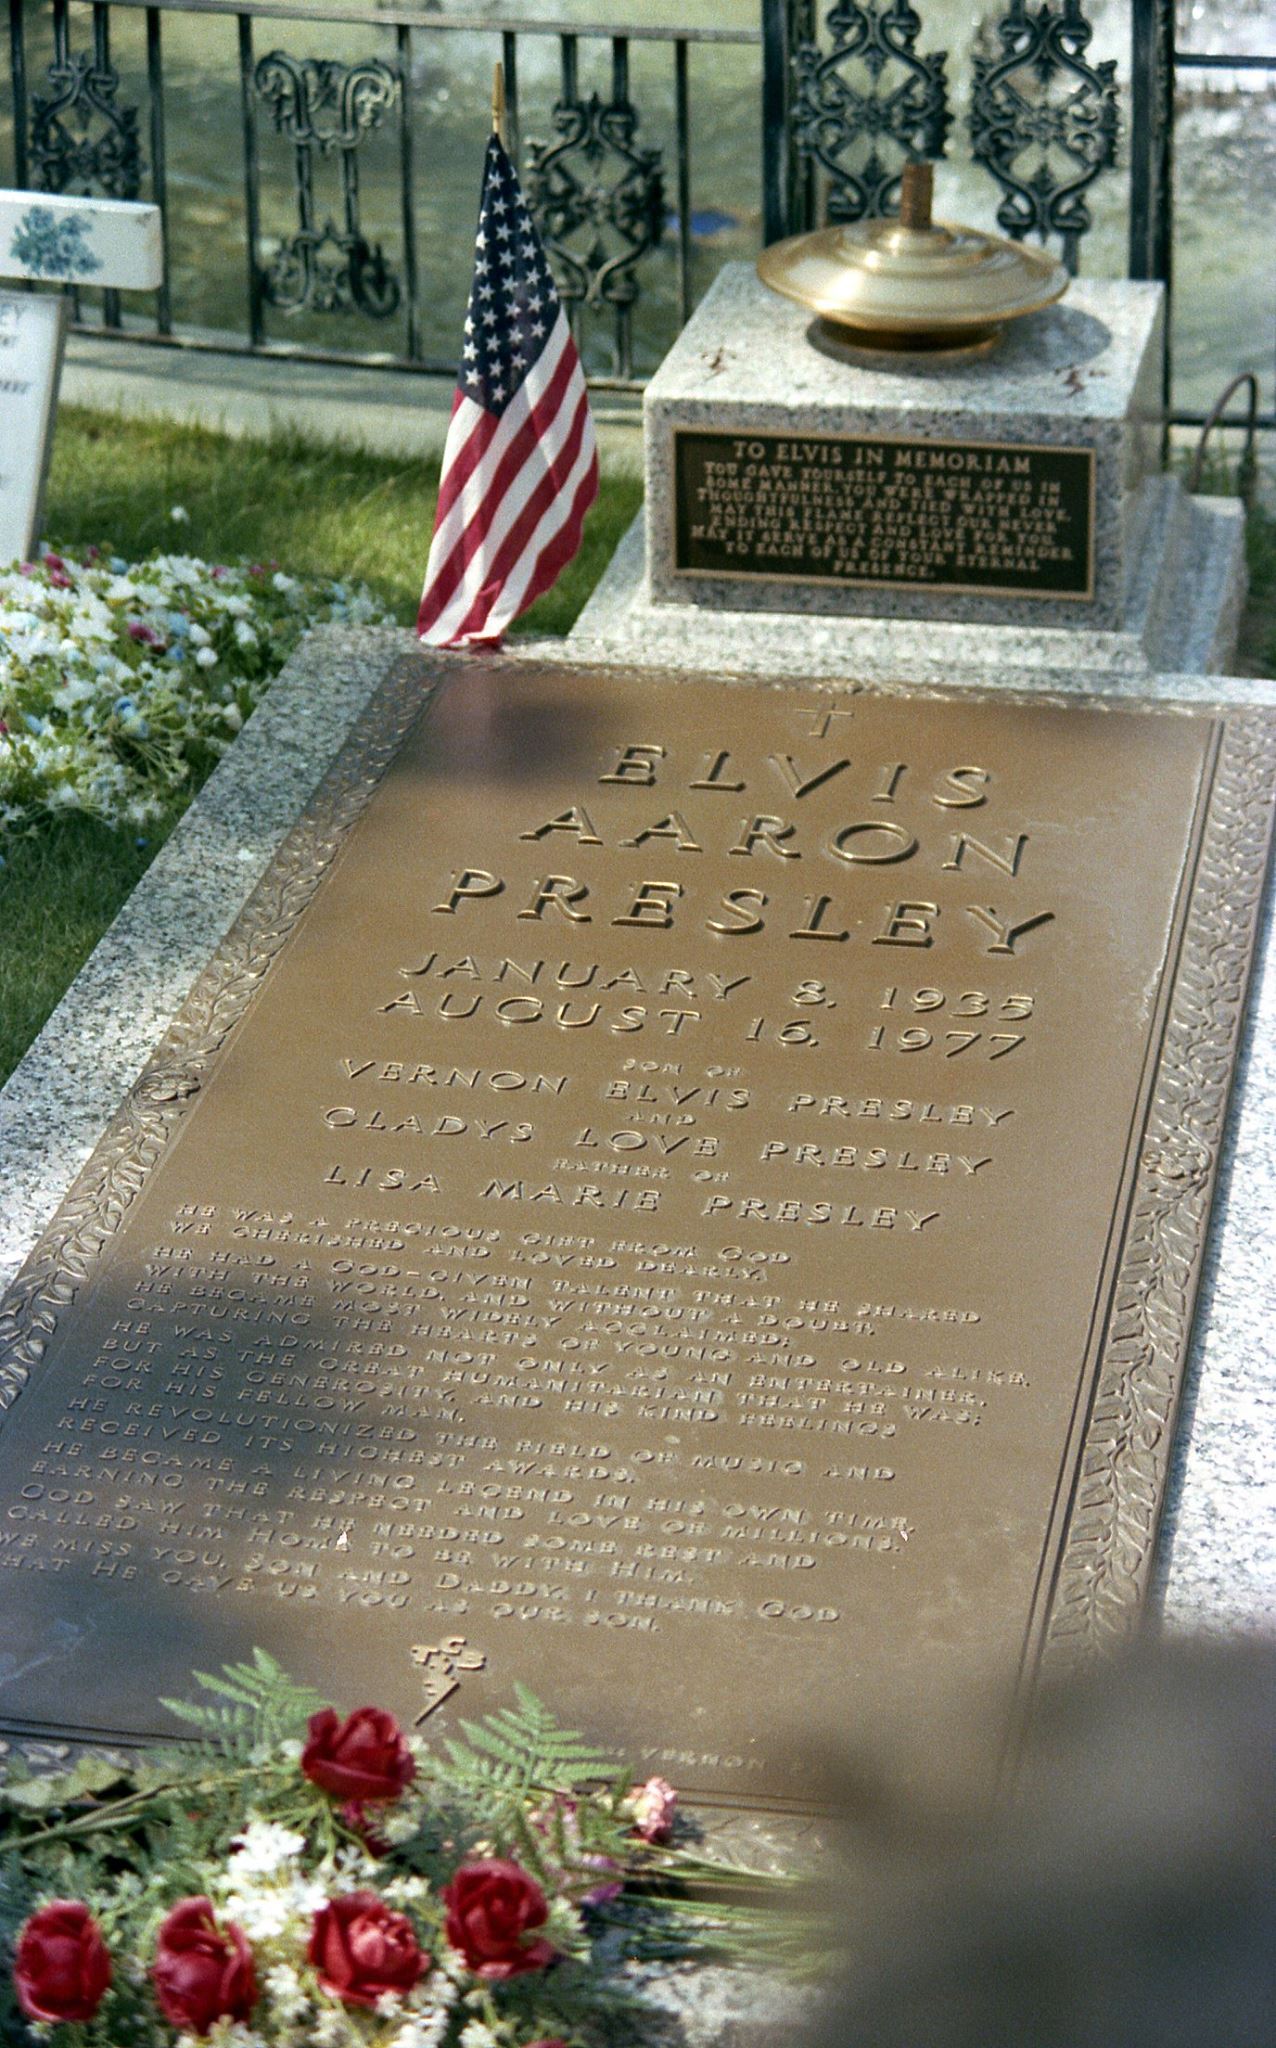 TO ELVIS IN MEMORIAM
YOU GAVE YOURSELF TO EACH OF US IN
SOME MANNER. YOU WERE WRAPPED IN
THOUGHTFULNESS AND TIED WITH LOVE.
MAY THIS FLAME REFLECT OUR NEVER
ENDING RESPECT AND LOVE FOR YOU.
MAY IT SERVE AS A CONSTANT REMINDER
TO EACH OF US OF YOUR ETERNAL
PRESENCE.
ELVIS
AARON
PRESLEY
JANUARY 8, 1935
AUGUST 16, 1977
SON OF
VERNON ELVIS PRESLEY
AND
GLADYS LOVE PRESLEY
FATHER OF
LISA MARIE PRESLEY
HE WAS A PRECIOUS GIFT FROM GOD
WE CHERISHED AND LOVED DEARLY.
HE HAD A GOD-GIVEN TALENT THAT HE SHARED
WITH THE WORLD. AND WITHOUT A DOUBT,
HE BECAME MOST WIDELY ACCLAIMED;
CAPTURING THE HEARTS OF YOUNG AND OLD ALIKE.
HE WAS ADMIRED NOT ONLY AS AN ENTERTAINER,
BUT AS THE GREAT HUMANITARIAN THAT HE WAS;
FOR HIS GENEROSITY, AND HIS KIND FEELINGS
FOR HIS FELLOW MAN.
HE REVOLUTIONIZED THE FIELD OF MUSIC AND
RECEIVED ITS HIGHEST AWARDS.
HE BECAME A LIVING LEGEND IN HIS OWN TIME,
EARNING THE RESPECT AND LOVE OF MILLIONS.
GOD SAW THAT HE NEEDED SOME REST AND
CALLED HIM HOME TO BE WITH HIM.
WE MISS YOU, SON AND DADDY. I THANK GOD
THAT HE GAVE US YOU AS OUR SON.
TCB
VERNON